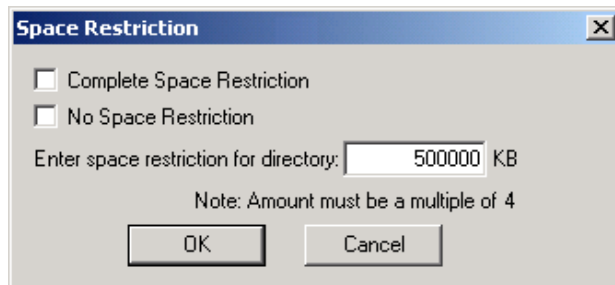 Space Restriction
Complete Space Restriction
No Space Restriction
Enter space restriction for directory: 500000 KB
Note: Amount must be a multiple of 4
OK Cancel